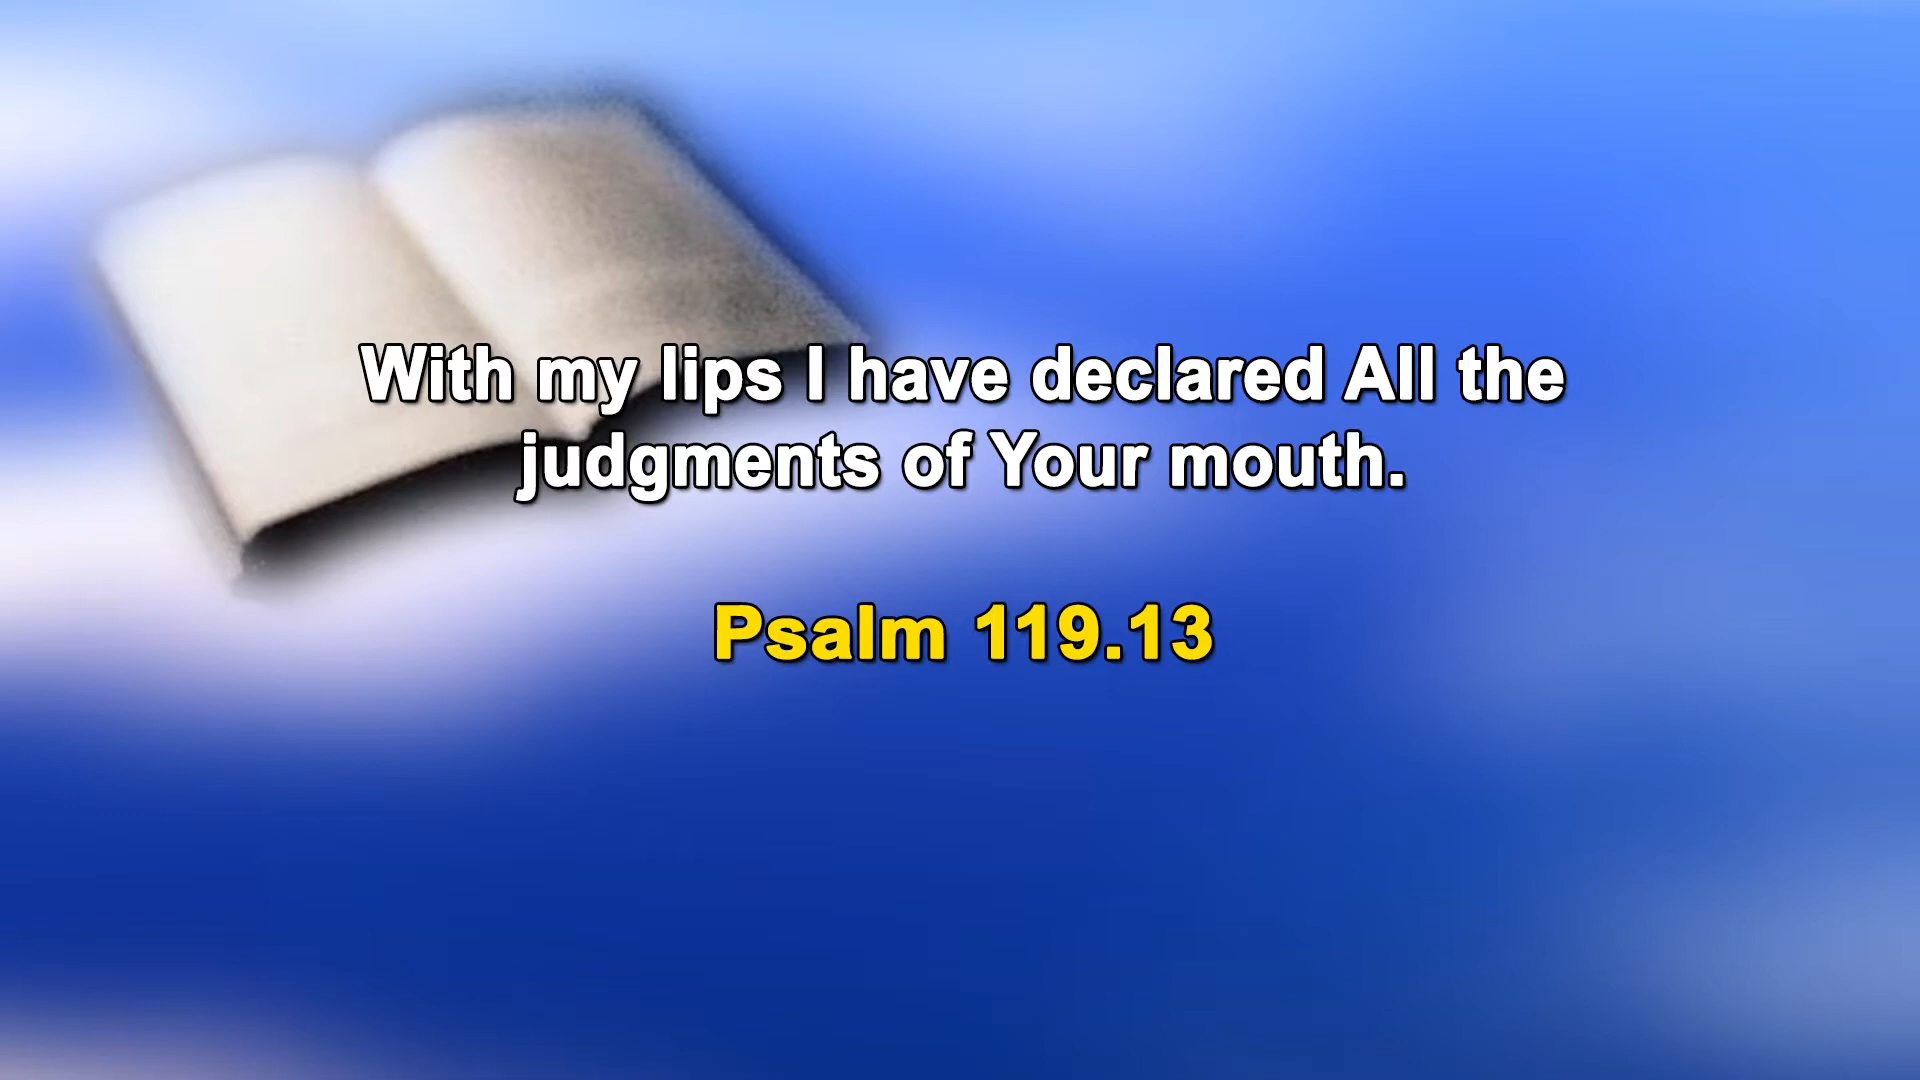 With my lips I have declared All the
judgments of Your mouth.
Psalm 119.13